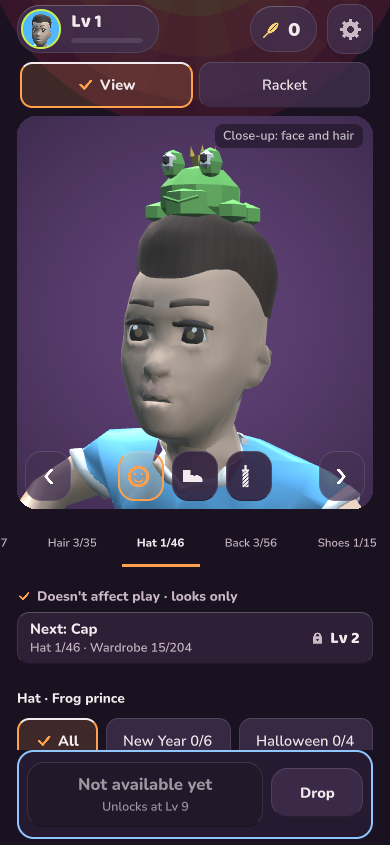 Lv 1
0
View
Racket
Close-up: face and hair
7
Hair 3/35
Hat 1/46
Back 3/56
Shoes 1/15
Doesn't affect play · looks only
Next: Cap
Hat 1/46 · Wardrobe 15/204
Lv 2
Hat · Frog prince
All
New Year 0/6
Halloween 0/4
Not available yet
Unlocks at Lv 9
Drop